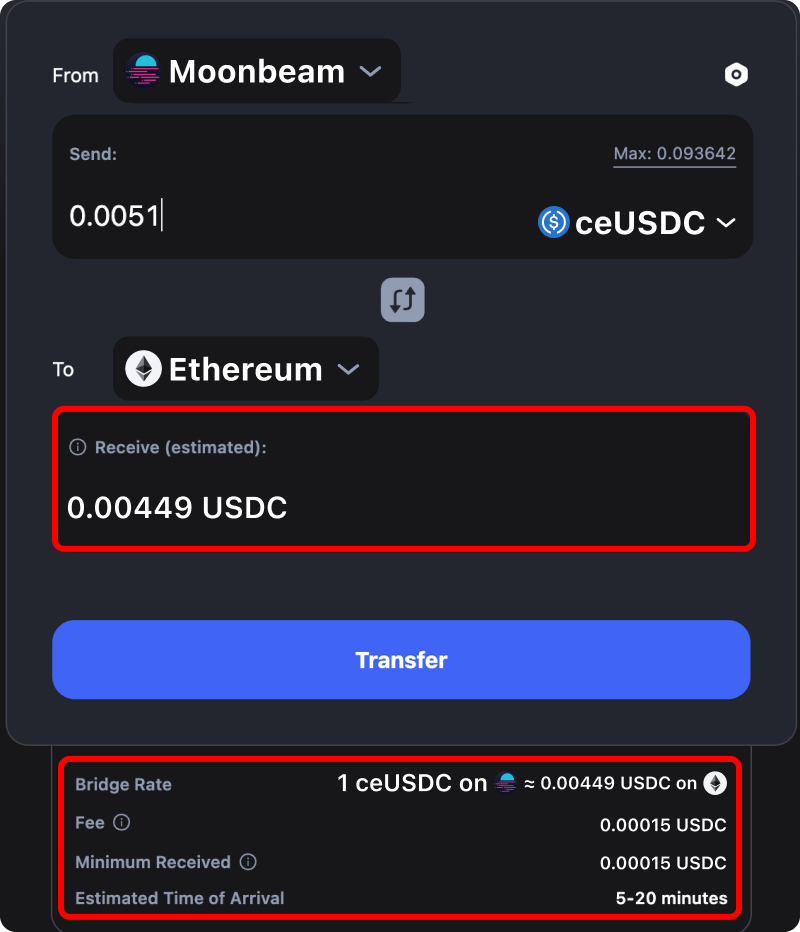 From Moonbeam
Send: Max: 0.093642
0.0051 ceUSDC
To Ethereum
Receive (estimated):
0.00449 USDC
Transfer
Bridge Rate 1 ceUSDC on ≈ 0.00449 USDC on
Fee 0.00015 USDC
Minimum Received 0.00015 USDC
Estimated Time of Arrival 5-20 minutes